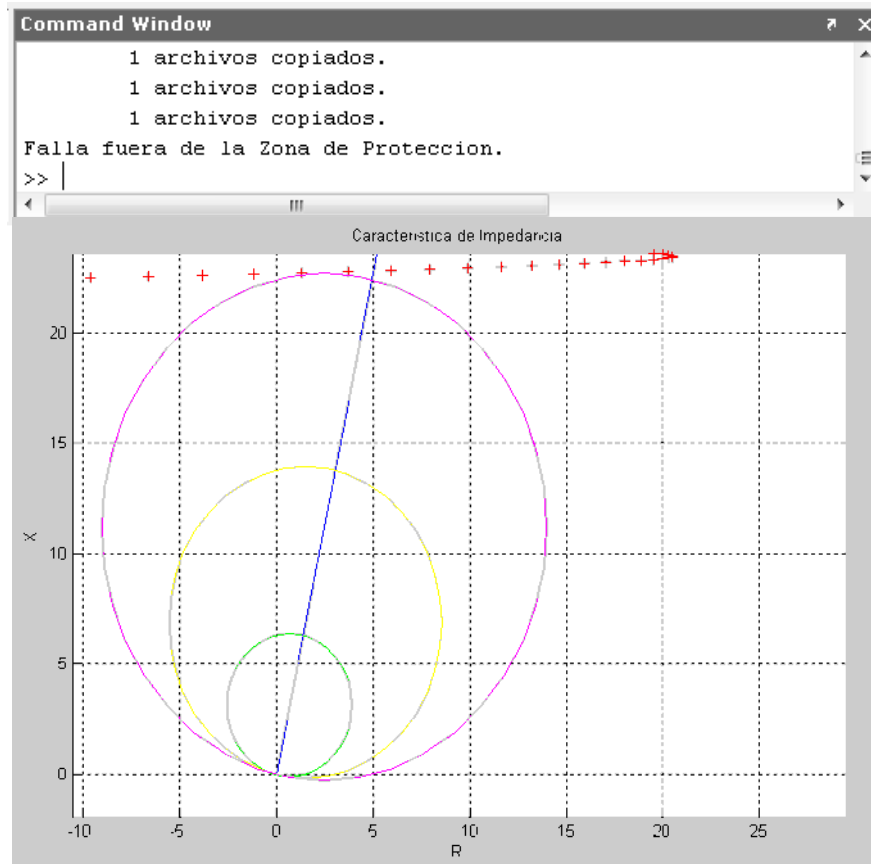 Command Window
1 archivos copiados.
1 archivos copiados.
1 archivos copiados.
Falla fuera de la Zona de Proteccion.
>>
Caracteristica de Impedancia
20
15
10
5
0
X
-10 -5 0 5 10 15 20 25
R